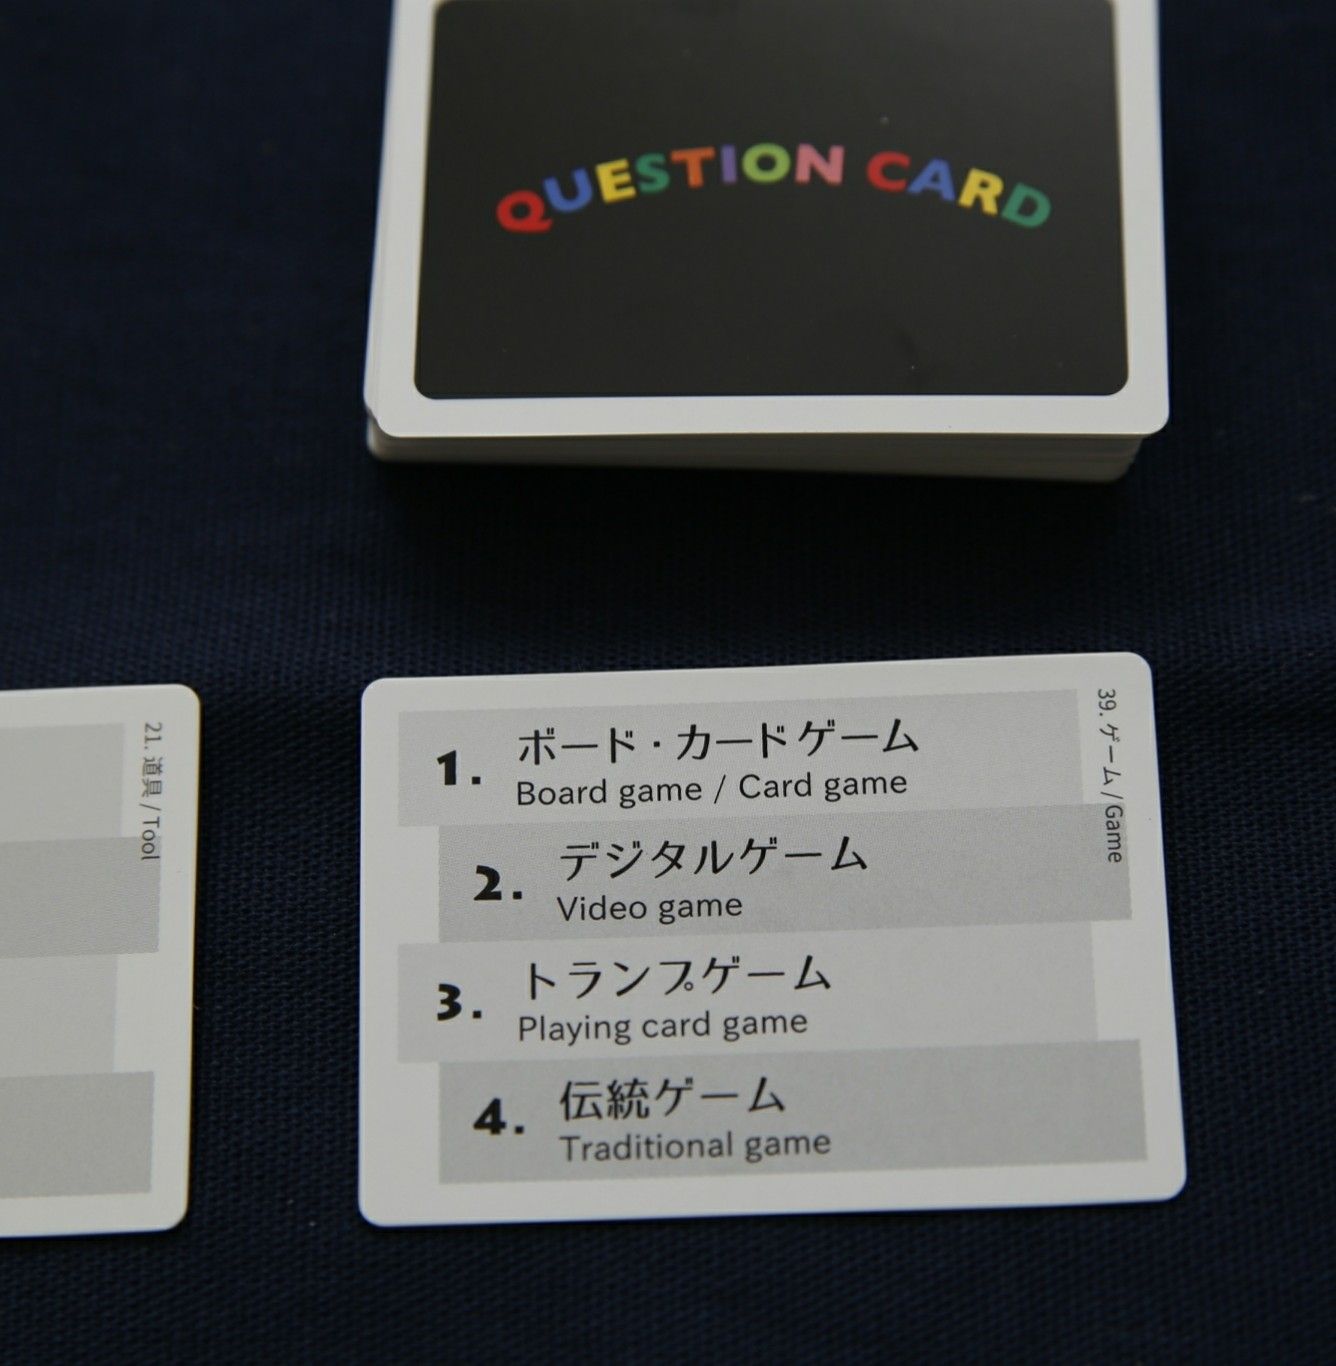 QUESTION CARD
21. 道具 / Tool
39. ゲーム / Game
1. ボード・カードゲーム
Board game / Card game
2. デジタルゲーム
Video game
3. トランプゲーム
Playing card game
4. 伝統ゲーム
Traditional game